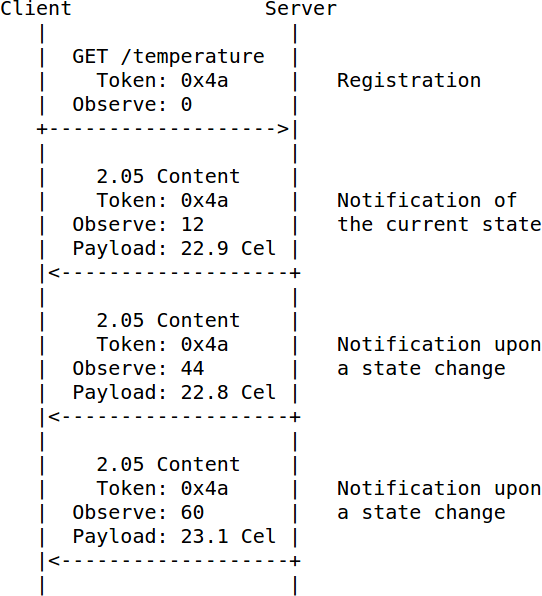 Client                Server
   |                    |
   |  GET /temperature  |
   |    Token: 0x4a     |   Registration
   |  Observe: 0        |
   +------------------->|
   |                    |
   |    2.05 Content    |
   |    Token: 0x4a     |   Notification of
   |  Observe: 12       |   the current state
   |  Payload: 22.9 Cel |
   |<-------------------+
   |                    |
   |    2.05 Content    |
   |    Token: 0x4a     |   Notification upon
   |  Observe: 44       |   a state change
   |  Payload: 22.8 Cel |
   |<-------------------+
   |                    |
   |    2.05 Content    |
   |    Token: 0x4a     |   Notification upon
   |  Observe: 60       |   a state change
   |  Payload: 23.1 Cel |
   |<-------------------+
   |                    |